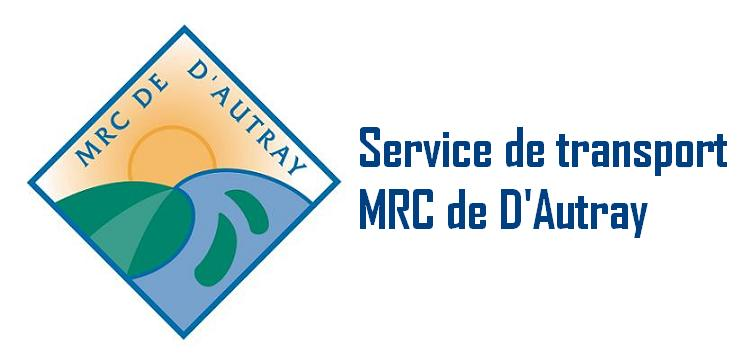 MRC DE D'AUTRAY
Service de transport
MRC de D'Autray